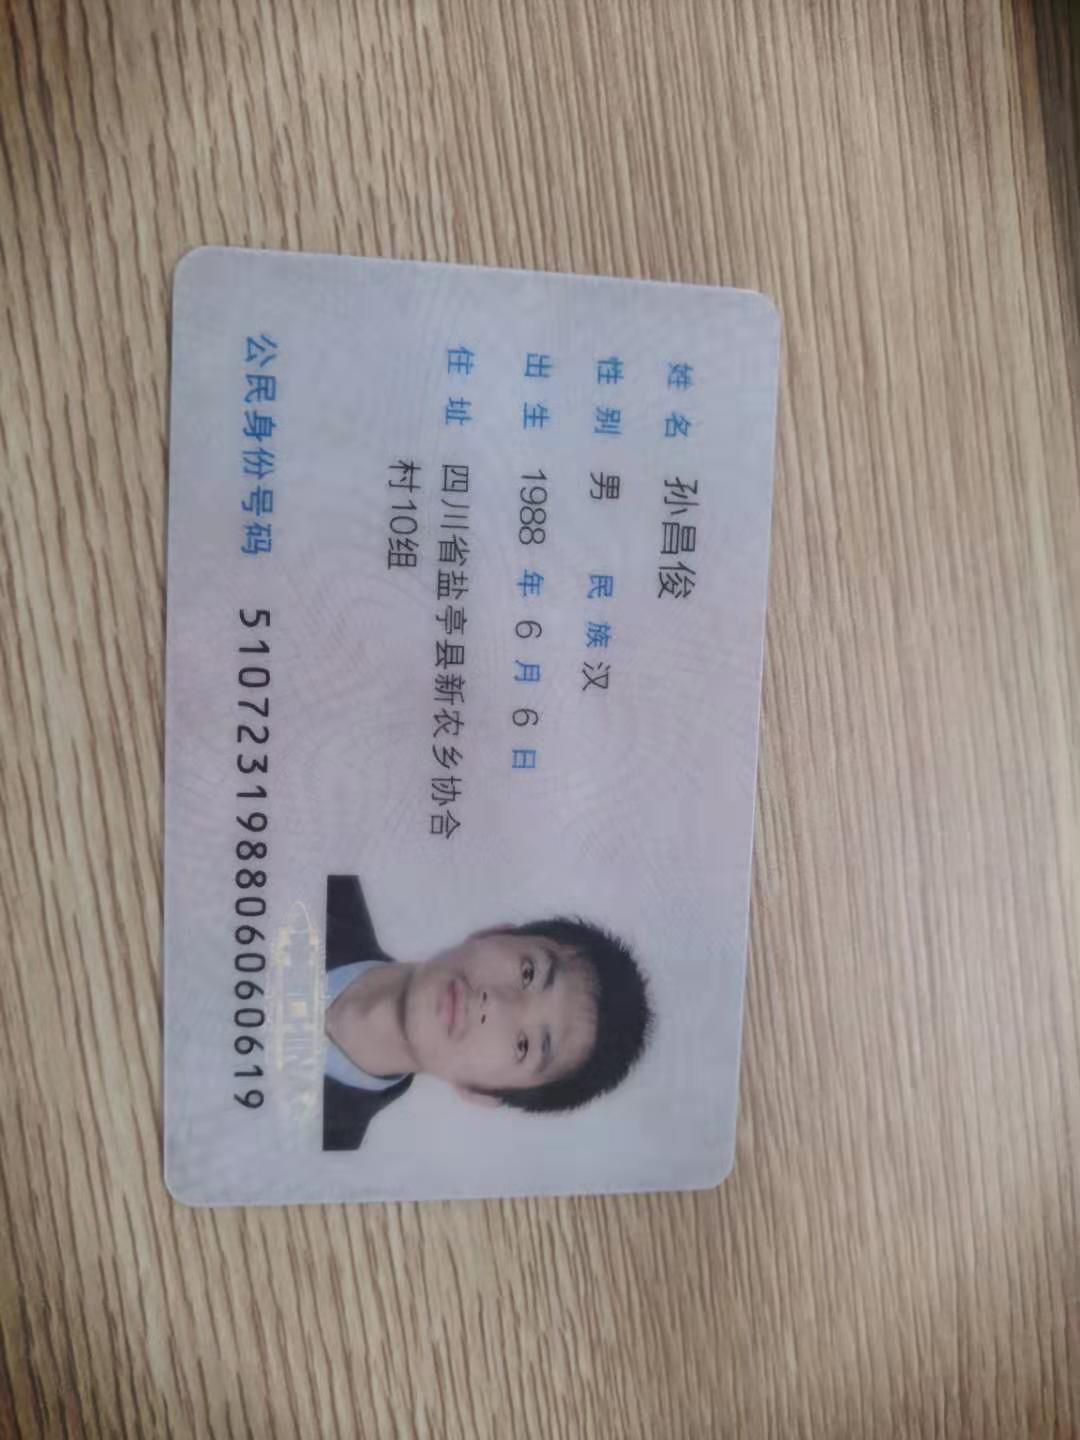 姓名 孙昌俊
性别 男 民族 汉
出生 1988 年 6 月 6 日
住址 四川省盐亭县新农乡协合
村10组
公民身份号码 510723198806060619